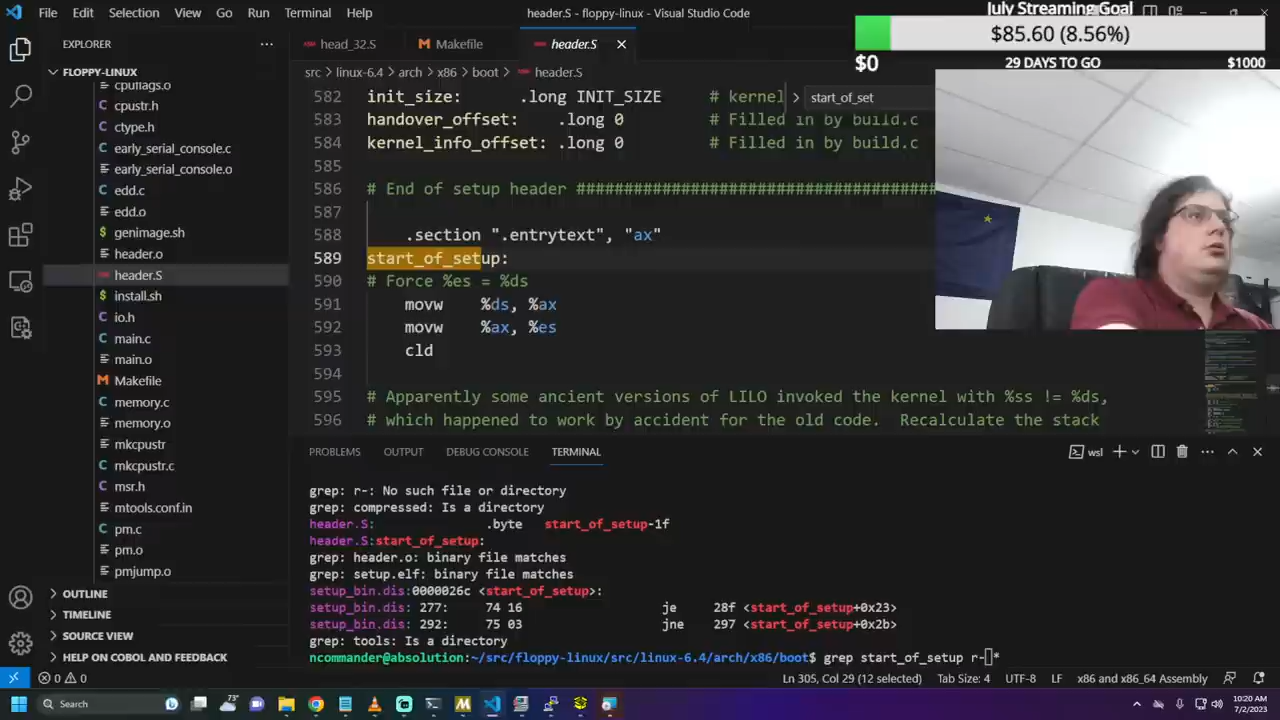 File Edit Selection View Go Run Terminal Help
header.S - floppy-linux - Visual Studio Code
July Streaming Goal
$85.60 (8.56%)
$0 29 DAYS TO GO $1000
EXPLORER
FLOPPY-LINUX
cpuflags.o
cpustr.h
ctype.h
early_serial_console.c
early_serial_console.o
edd.c
edd.o
genimage.sh
header.o
header.S
install.sh
io.h
main.c
main.o
Makefile
memory.c
memory.o
mkcpustr
mkcpustr.c
msr.h
mtools.conf.in
pm.c
pm.o
pmjump.o
OUTLINE
TIMELINE
SOURCE VIEW
HELP ON COBOL AND FEEDBACK
head_32.S Makefile header.S
src > linux-6.4 > arch > x86 > boot > header.S
start_of_set
582 init_size: .long INIT_SIZE # kernel
583 handover_offset: .long 0 # Filled in by build.c
584 kernel_info_offset: .long 0 # Filled in by build.c
585
586 # End of setup header #####################################
587
588 .section ".entrytext", "ax"
589 start_of_setup:
590 # Force %es = %ds
591 movw %ds, %ax
592 movw %ax, %es
593 cld
594
595 # Apparently some ancient versions of LILO invoked the kernel with %ss != %ds,
596 # which happened to work by accident for the old code. Recalculate the stack
PROBLEMS OUTPUT DEBUG CONSOLE TERMINAL
wsl
grep: r-: No such file or directory
grep: compressed: Is a directory
header.S: .byte start_of_setup-1f
header.S:start_of_setup:
grep: header.o: binary file matches
grep: setup.elf: binary file matches
setup_bin.dis:0000026c <start_of_setup>:
setup_bin.dis: 277: 74 16 je 28f <start_of_setup+0x23>
setup_bin.dis: 292: 75 03 jne 297 <start_of_setup+0x2b>
grep: tools: Is a directory
ncommander@absolution:~/src/floppy-linux/src/linux-6.4/arch/x86/boot$ grep start_of_setup r- *
0 0 Ln 305, Col 29 (12 selected) Tab Size: 4 UTF-8 LF x86 and x86_64 Assembly
Search
73°
10:20 AM
7/2/2023